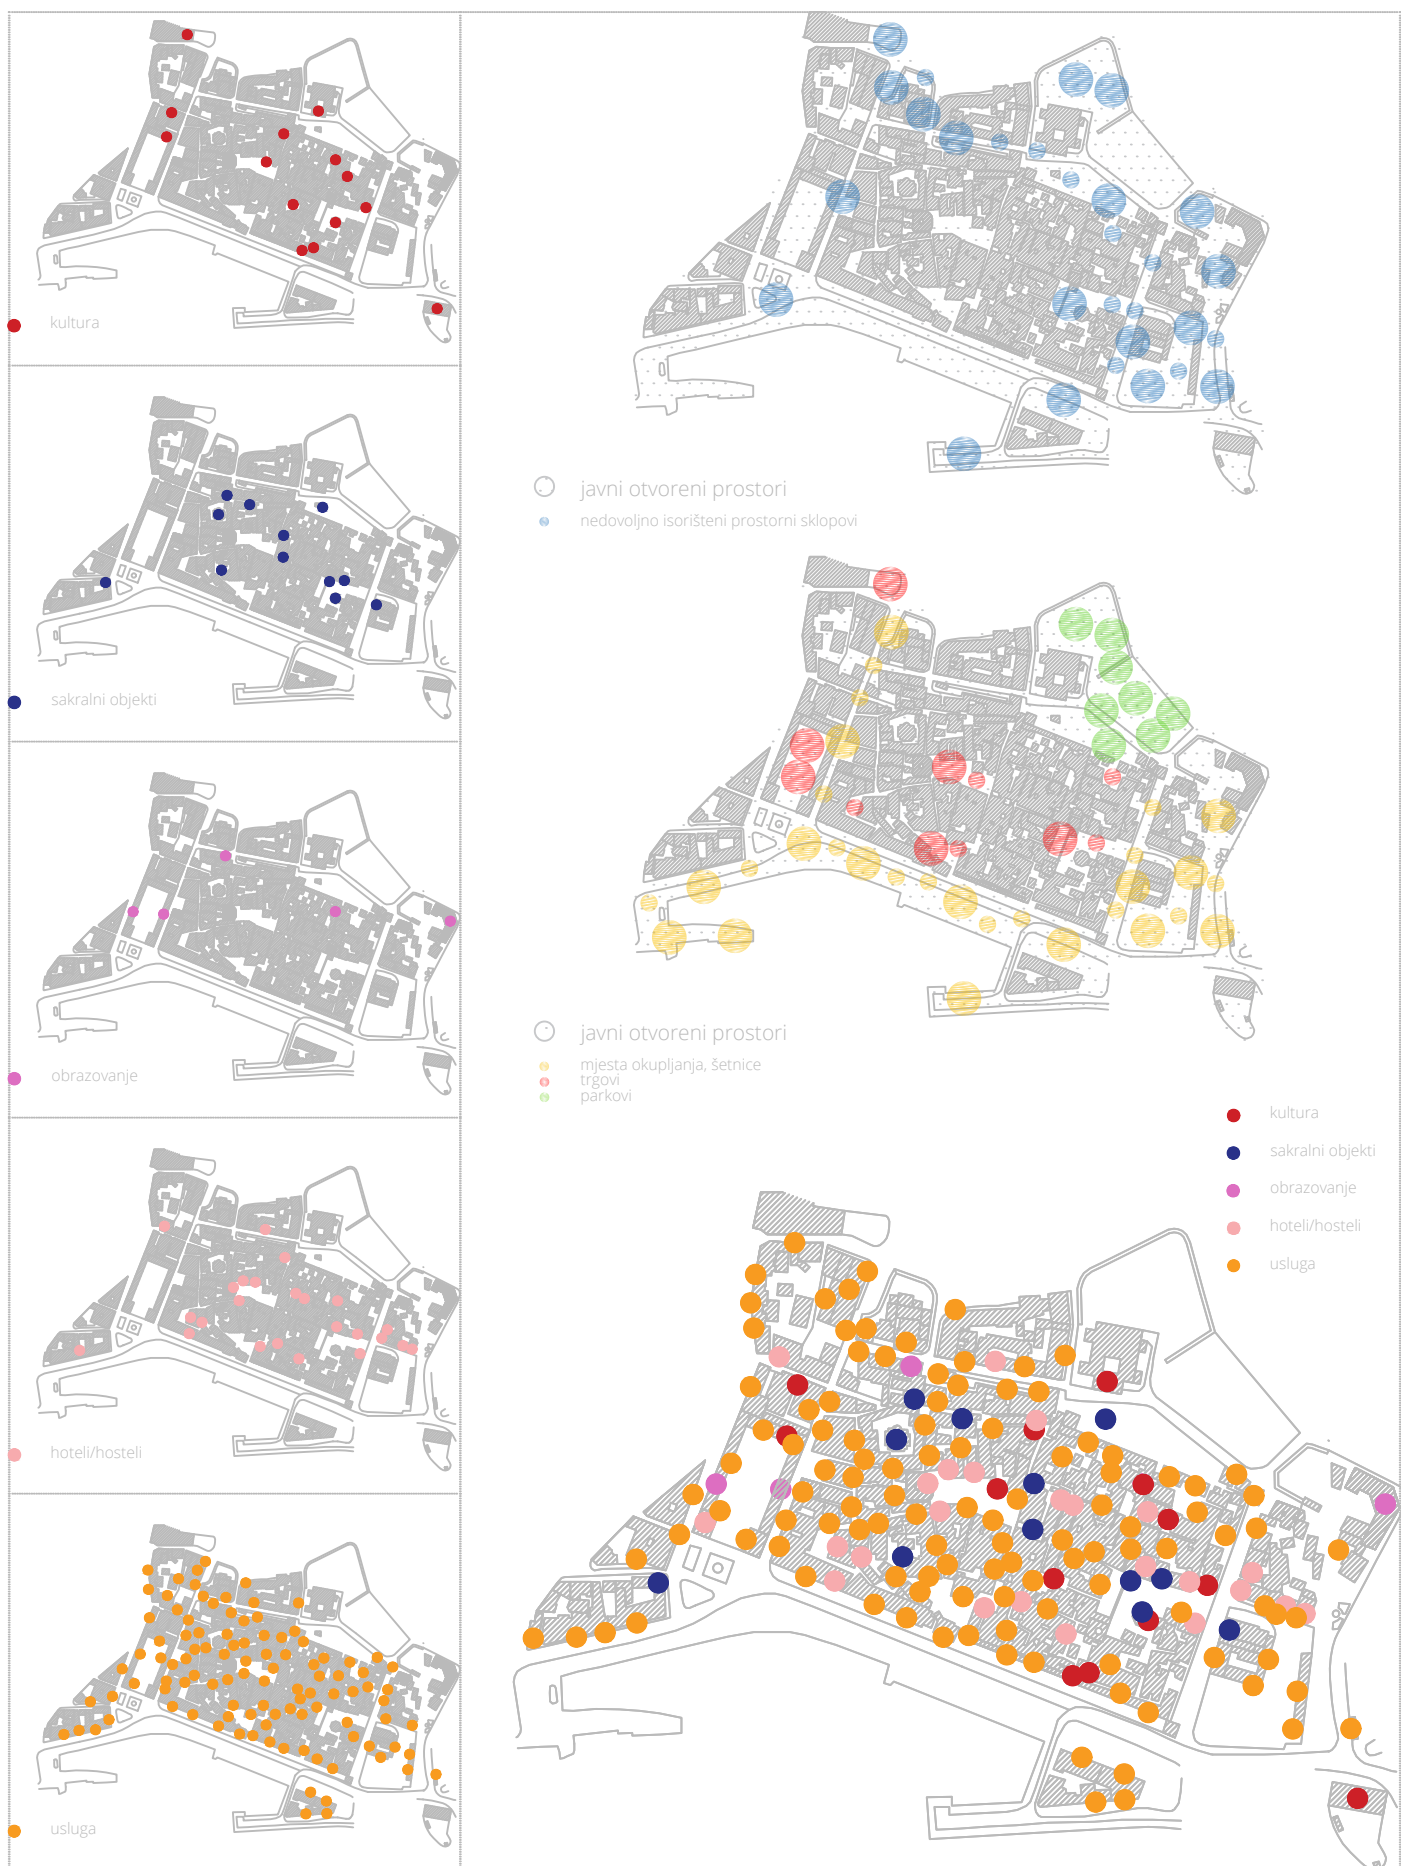 kultura
sakralni objekti
obrazovanje
hoteli/hosteli
usluga
javni otvoreni prostori
nedovoljno isorišteni prostorni sklopovi
javni otvoreni prostori
mjesta okupljanja, šetnice
trgovi
parkovi
kultura
sakralni objekti
obrazovanje
hoteli/hosteli
usluga